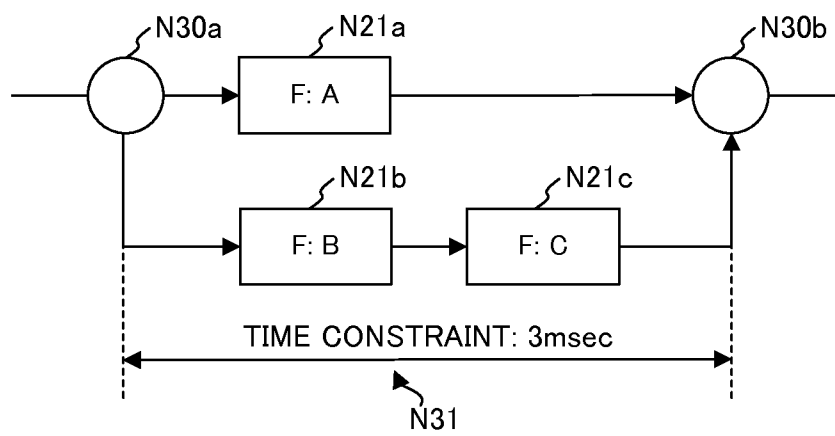 N30a
N21a
N30b
F: A
N21b
N21c
F: B
F: C
TIME CONSTRAINT: 3msec
N31